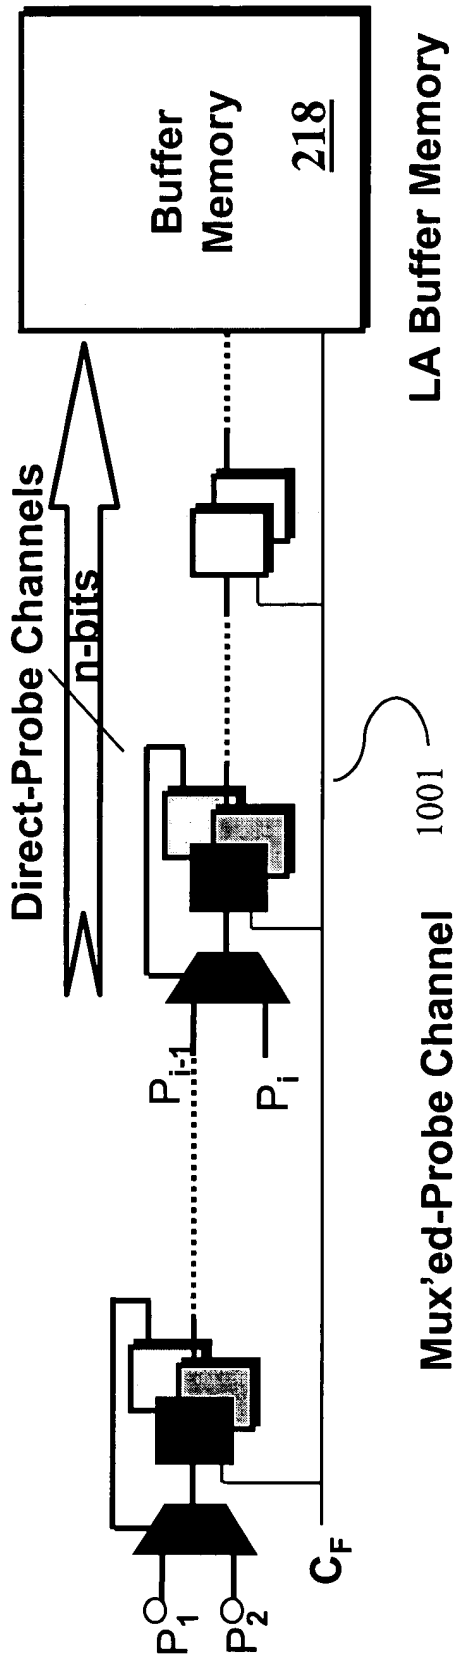 Direct-Probe Channels
n-bits
Buffer
Memory
218
P1
P2
Pi-1
Pi
CF
1001
Mux'ed-Probe Channel
LA Buffer Memory